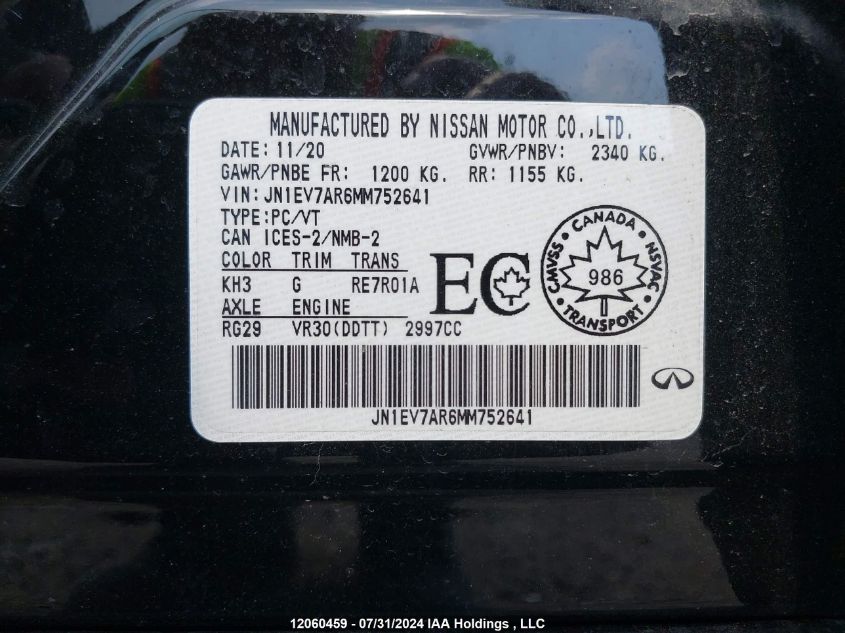 MANUFACTURED BY NISSAN MOTOR CO.,LTD.
DATE: 11/20 GVWR/PNBV: 2340 KG.
GAWR/PNBE FR: 1200 KG. RR: 1155 KG.
VIN: JN1EV7AR6MM752641
TYPE:PC/VT
CAN ICES-2/NMB-2
COLOR TRIM TRANS
KH3 G RE7R01A
AXLE ENGINE
RG29 VR30(DDTT) 2997CC
EC
CMVSS • CANADA • NSVAC • TRANSPORT •
986
JN1EV7AR6MM752641
12060459 - 07/31/2024 IAA Holdings , LLC